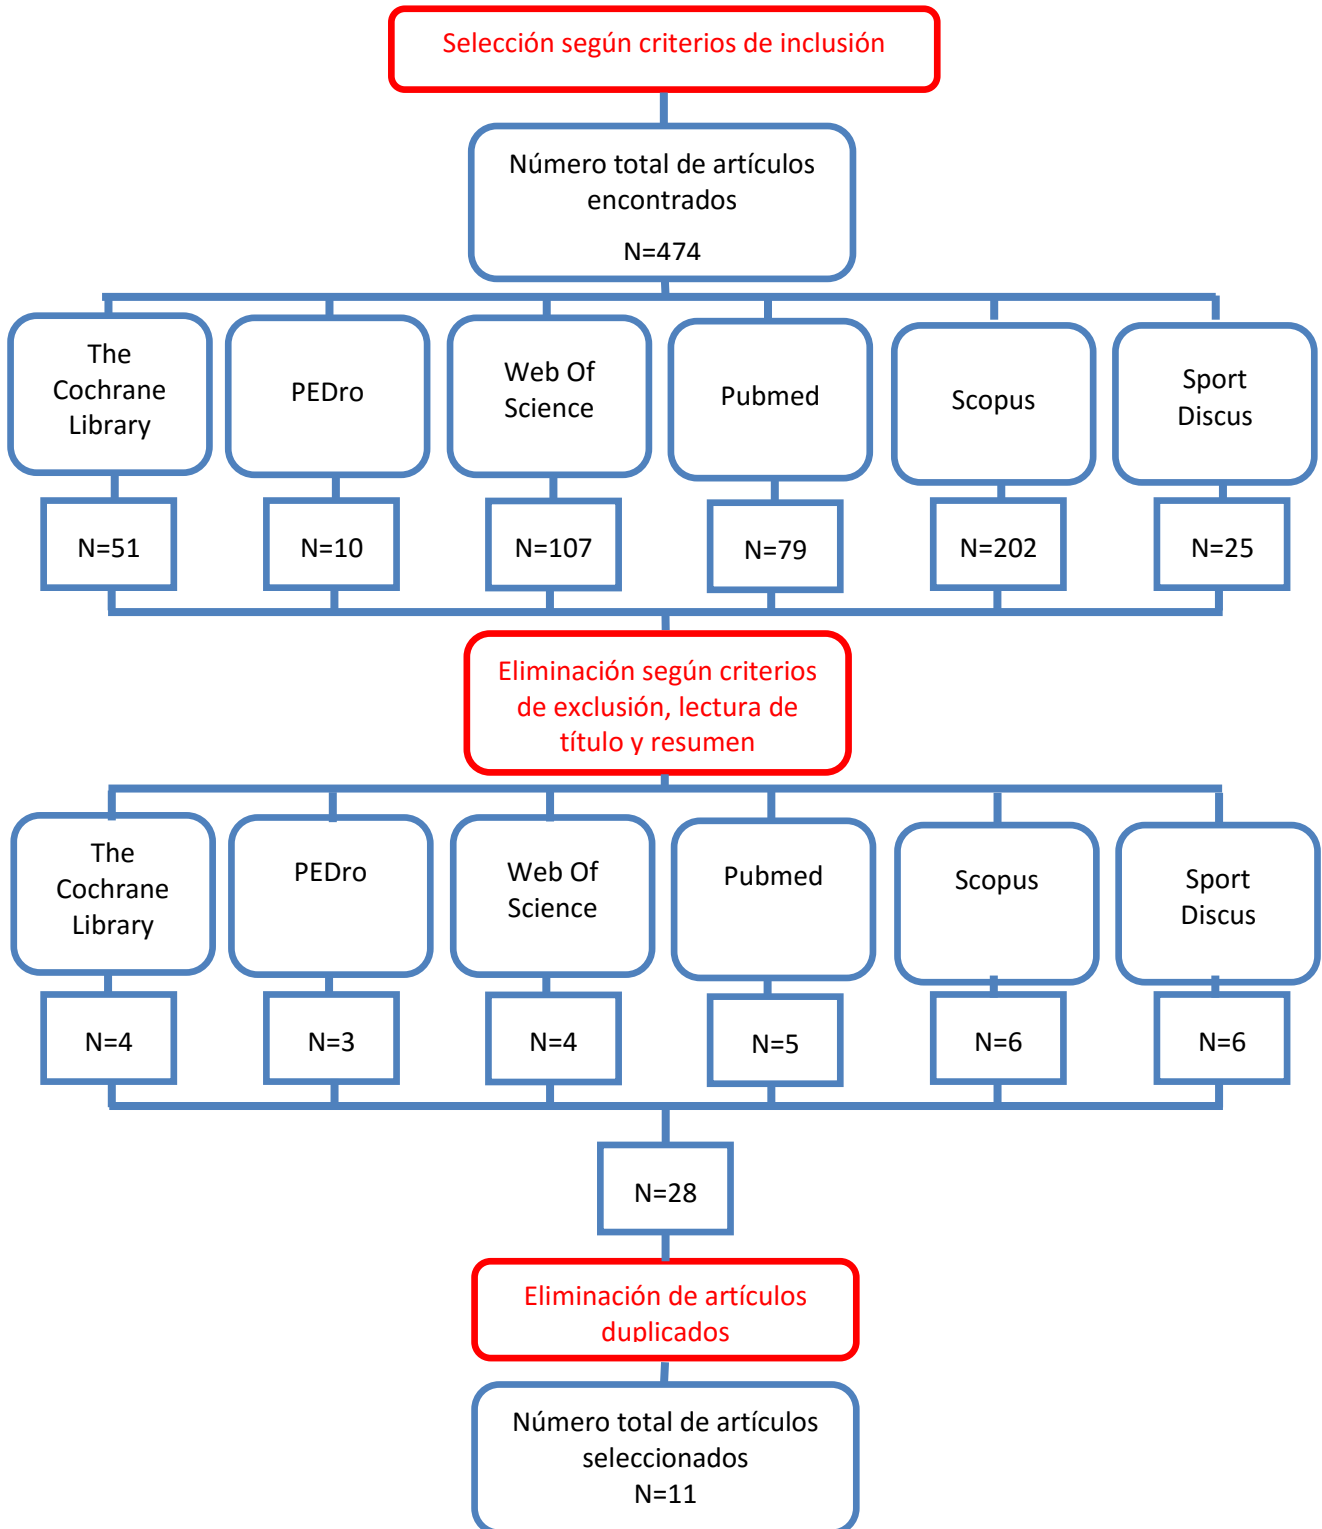 Selección según criterios de inclusión
Número total de artículos
encontrados
N=474
The
Cochrane
Library
PEDro
Web Of
Science
Pubmed
Scopus
Sport
Discus
N=51
N=10
N=107
N=79
N=202
N=25
Eliminación según criterios
de exclusión, lectura de
título y resumen
The
Cochrane
Library
PEDro
Web Of
Science
Pubmed
Scopus
Sport
Discus
N=4
N=3
N=4
N=5
N=6
N=6
N=28
Eliminación de artículos
duplicados
Número total de artículos
seleccionados
N=11